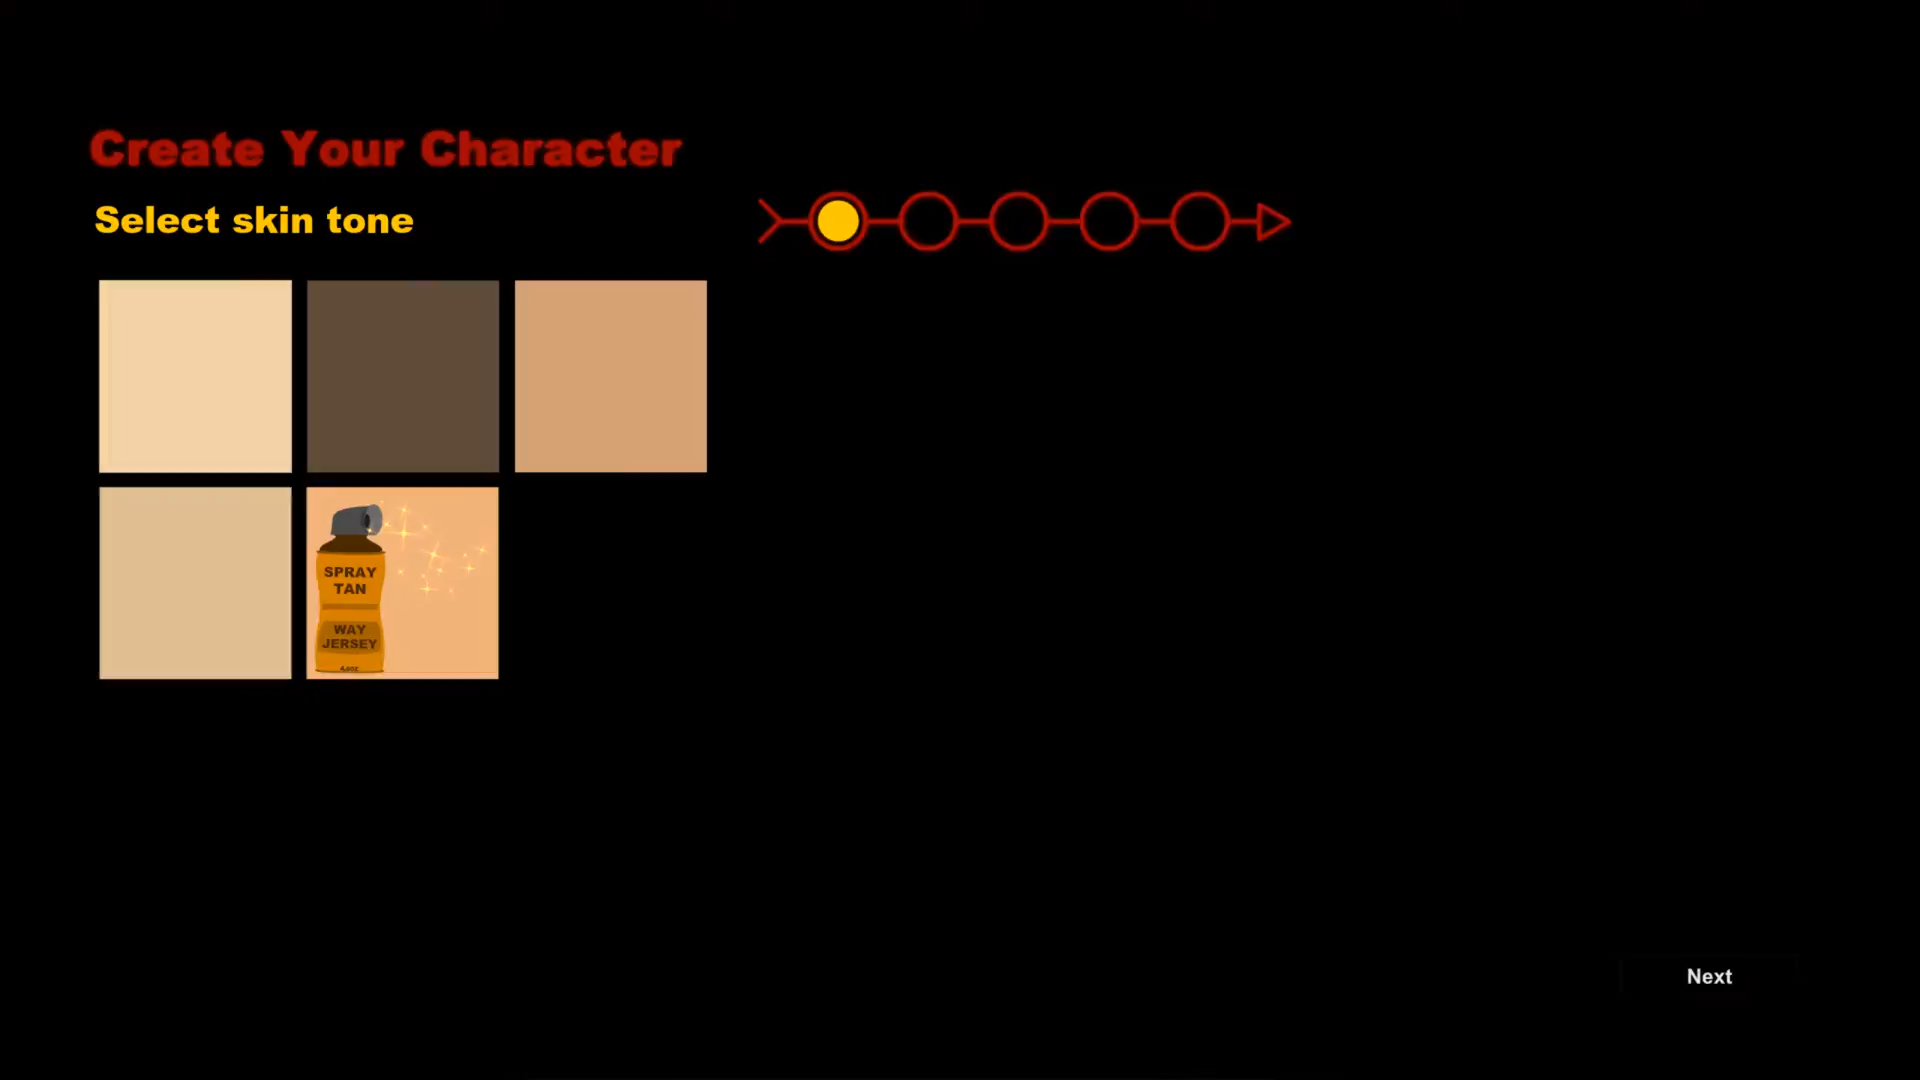 Create Your Character
Select skin tone
SPRAY
TAN
WAY
JERSEY
Next